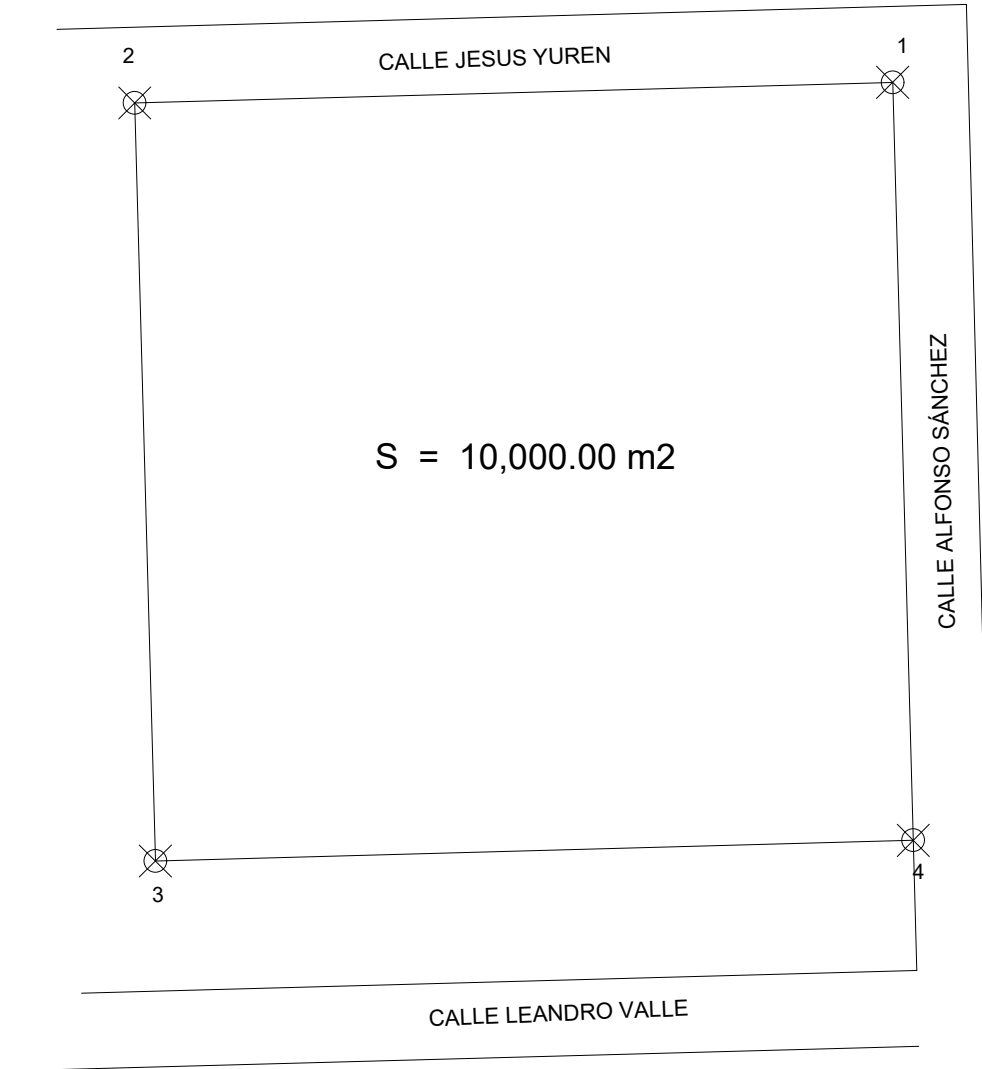 2
CALLE JESUS YUREN
1
S = 10,000.00 m2
CALLE ALFONSO SÁNCHEZ
3
4
CALLE LEANDRO VALLE